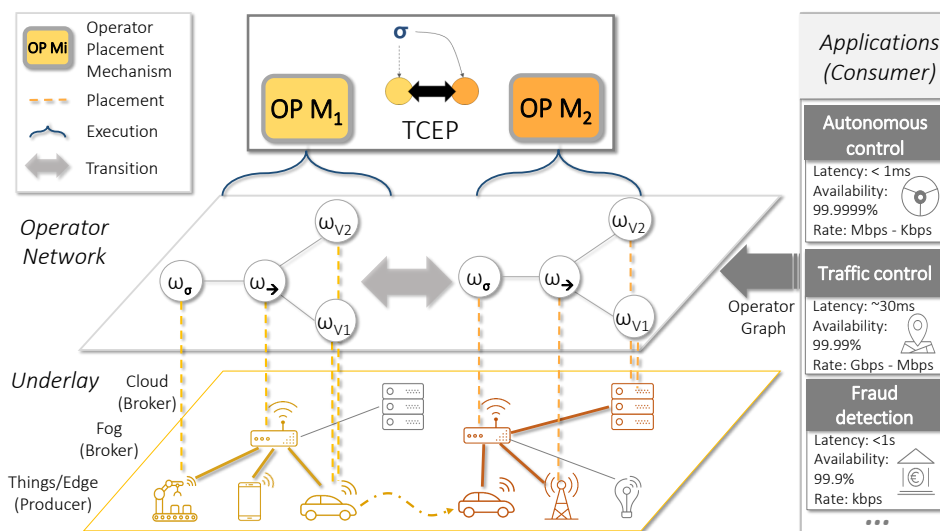 OP Mi
Operator
Placement
Mechanism
Placement
Execution
Transition
σ
OP M1
OP M2
TCEP
Applications
(Consumer)
Autonomous
control
Latency: < 1ms
Availability:
99.9999%
Rate: Mbps - Kbps
Traffic control
Latency: ~30ms
Availability:
99.99%
Rate: Gbps - Mbps
Fraud
detection
Latency: <1s
Availability:
99.9%
Rate: kbps
...
Operator
Network
ωσ
ω→
ωV2
ωV1
ωσ
ω→
ωV2
ωV1
Operator
Graph
Underlay
Cloud
(Broker)
Fog
(Broker)
Things/Edge
(Producer)
€